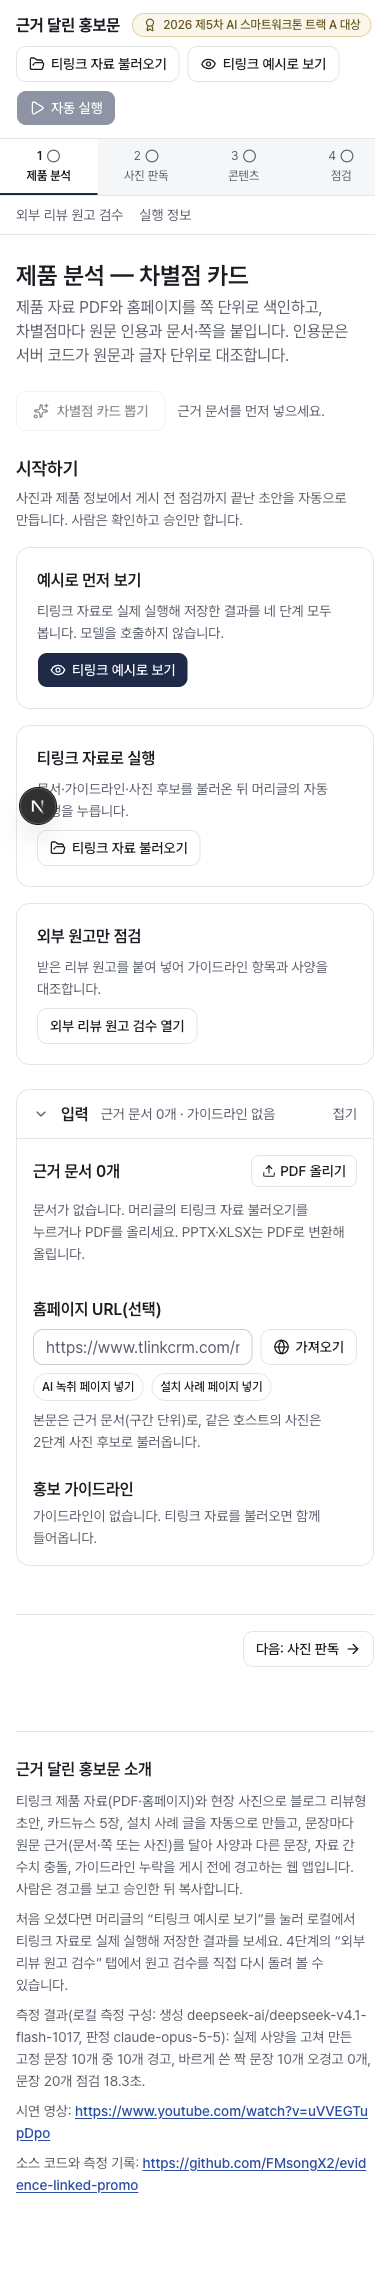 근거 달린 홍보문
2026 제5차 AI 스마트워크톤 트랙 A 대상
티링크 자료 불러오기
티링크 예시로 보기
자동 실행
1
제품 분석
2
사진 판독
3
콘텐츠
4
점검
외부 리뷰 원고 검수
실행 정보
제품 분석 — 차별점 카드
제품 자료 PDF와 홈페이지를 쪽 단위로 색인하고,
차별점마다 원문 인용과 문서·쪽을 붙입니다. 인용문은
서버 코드가 원문과 글자 단위로 대조합니다.
차별점 카드 뽑기
근거 문서를 먼저 넣으세요.
시작하기
사진과 제품 정보에서 게시 전 점검까지 끝난 초안을 자동으로
만듭니다. 사람은 확인하고 승인만 합니다.
예시로 먼저 보기
티링크 자료로 실제 실행해 저장한 결과를 네 단계 모두
봅니다. 모델을 호출하지 않습니다.
티링크 예시로 보기
티링크 자료로 실행
문서·가이드라인·사진 후보를 불러온 뒤 머리글의 자동
을 누릅니다.
N
티링크 자료 불러오기
외부 원고만 점검
받은 리뷰 원고를 붙여 넣어 가이드라인 항목과 사양을
대조합니다.
외부 리뷰 원고 검수 열기
입력
근거 문서 0개 · 가이드라인 없음
접기
근거 문서 0개
PDF 올리기
문서가 없습니다. 머리글의 티링크 자료 불러오기를
누르거나 PDF를 올리세요. PPTX·XLSX는 PDF로 변환해
올립니다.
홈페이지 URL(선택)
https://www.tlinkcrm.com/r
가져오기
AI 녹취 페이지 넣기
설치 사례 페이지 넣기
본문은 근거 문서(구간 단위)로, 같은 호스트의 사진은
2단계 사진 후보로 불러옵니다.
홍보 가이드라인
가이드라인이 없습니다. 티링크 자료를 불러오면 함께
들어옵니다.
다음: 사진 판독
근거 달린 홍보문 소개
티링크 제품 자료(PDF·홈페이지)와 현장 사진으로 블로그 리뷰형
초안, 카드뉴스 5장, 설치 사례 글을 자동으로 만들고, 문장마다
원문 근거(문서·쪽 또는 사진)를 달아 사양과 다른 문장, 자료 간
수치 충돌, 가이드라인 누락을 게시 전에 경고하는 웹 앱입니다.
사람은 경고를 보고 승인한 뒤 복사합니다.
처음 오셨다면 머리글의 “티링크 예시로 보기”를 눌러 로컬에서
티링크 자료로 실제 실행해 저장한 결과를 보세요. 4단계의 “외부
리뷰 원고 검수” 탭에서 원고 검수를 직접 다시 돌려 볼 수
있습니다.
측정 결과(로컬 측정 구성: 생성 deepseek-ai/deepseek-v4.1-
flash-1017, 판정 claude-opus-5-5): 실제 사양을 고쳐 만든
고정 문장 10개 중 10개 경고, 바르게 쓴 짝 문장 10개 오경고 0개,
문장 20개 점검 18.3초.
시연 영상: https://www.youtube.com/watch?v=uVVEGTu
pDpo
소스 코드와 측정 기록: https://github.com/FMsongX2/evid
ence-linked-promo